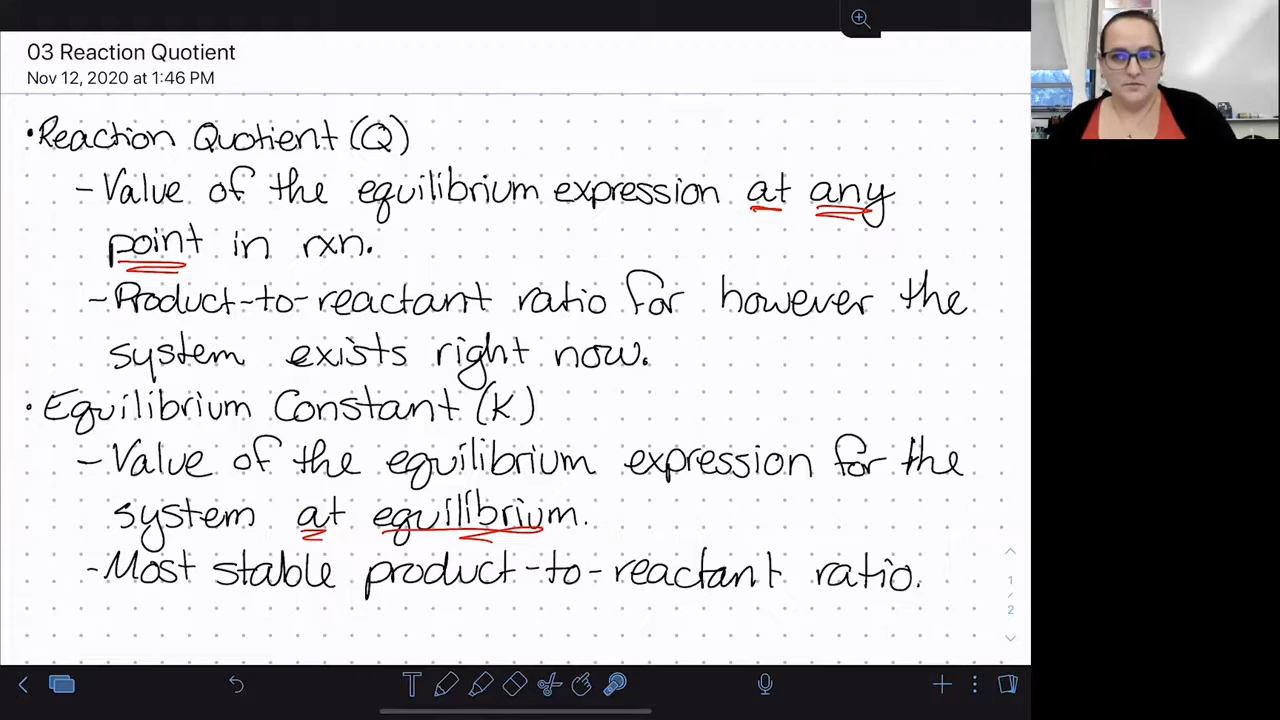 03 Reaction Quotient
Nov 12, 2020 at 1:46 PM
•Reaction Quotient (Q)
-Value of the equilibrium expression at any
point in rxn.
-Product-to-reactant ratio for however the
system exists right now.
•Equilibrium Constant (K)
-Value of the equilibrium expression for the
system at equilibrium.
-Most stable product-to-reactant ratio.
1
/
2
T